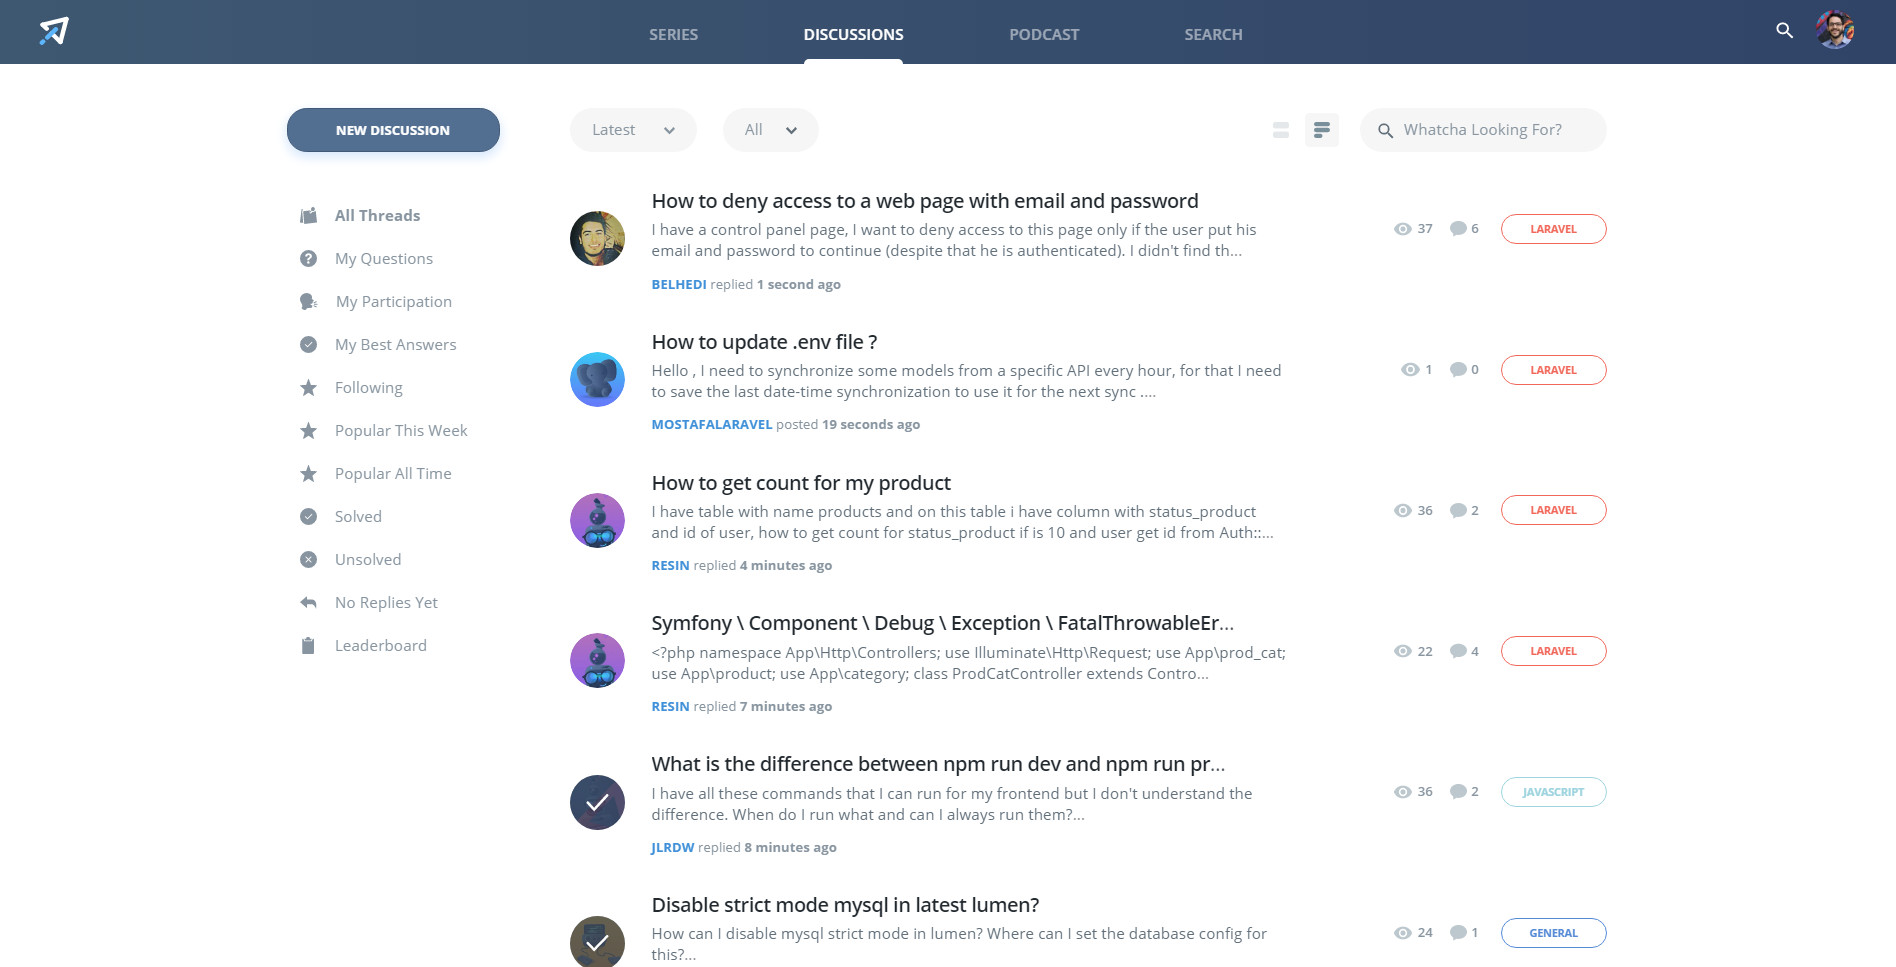 SERIES
DISCUSSIONS
PODCAST
SEARCH
NEW DISCUSSION
Latest
All
Whatcha Looking For?
All Threads
My Questions
My Participation
My Best Answers
Following
Popular This Week
Popular All Time
Solved
Unsolved
No Replies Yet
Leaderboard
How to deny access to a web page with email and password
I have a control panel page, I want to deny access to this page only if the user put his
email and password to continue (despite that he is authenticated). I didn't find th...
BELHEDI replied 1 second ago
37
6
LARAVEL
How to update .env file ?
Hello , I need to synchronize some models from a specific API every hour, for that I need
to save the last date-time synchronization to use it for the next sync ....
MOSTAFALARAVEL posted 19 seconds ago
1
0
LARAVEL
How to get count for my product
I have table with name products and on this table i have column with status_product
and id of user, how to get count for status_product if is 10 and user get id from Auth::...
RESIN replied 4 minutes ago
36
2
LARAVEL
Symfony \ Component \ Debug \ Exception \ FatalThrowableEr...
<?php namespace App\Http\Controllers; use Illuminate\Http\Request; use App\prod_cat;
use App\product; use App\category; class ProdCatController extends Contro...
RESIN replied 7 minutes ago
22
4
LARAVEL
What is the difference between npm run dev and npm run pr...
I have all these commands that I can run for my frontend but I don't understand the
difference. When do I run what and can I always run them?...
JLRDW replied 8 minutes ago
36
2
JAVASCRIPT
Disable strict mode mysql in latest lumen?
How can I disable mysql strict mode in lumen? Where can I set the database config for
this?...
24
1
GENERAL